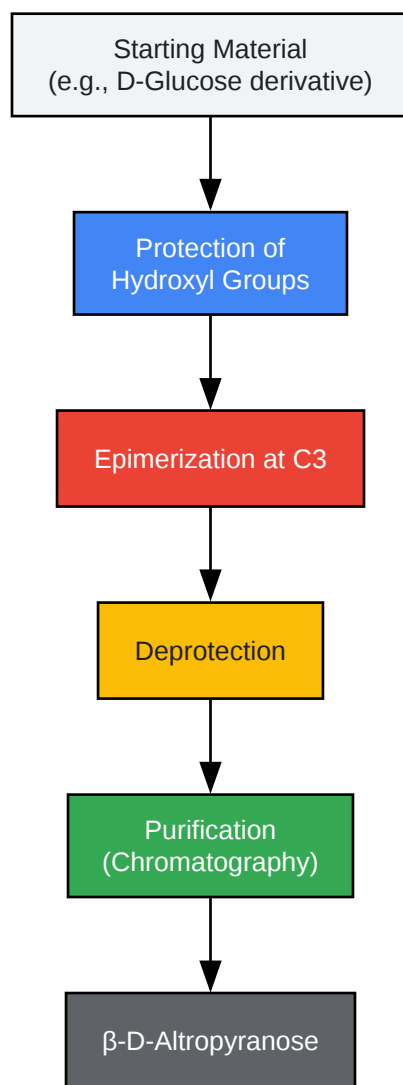 Starting Material
(e.g., D-Glucose derivative)
Protection of
Hydroxyl Groups
Epimerization at C3
Deprotection
Purification
(Chromatography)
β-D-Altropyranose